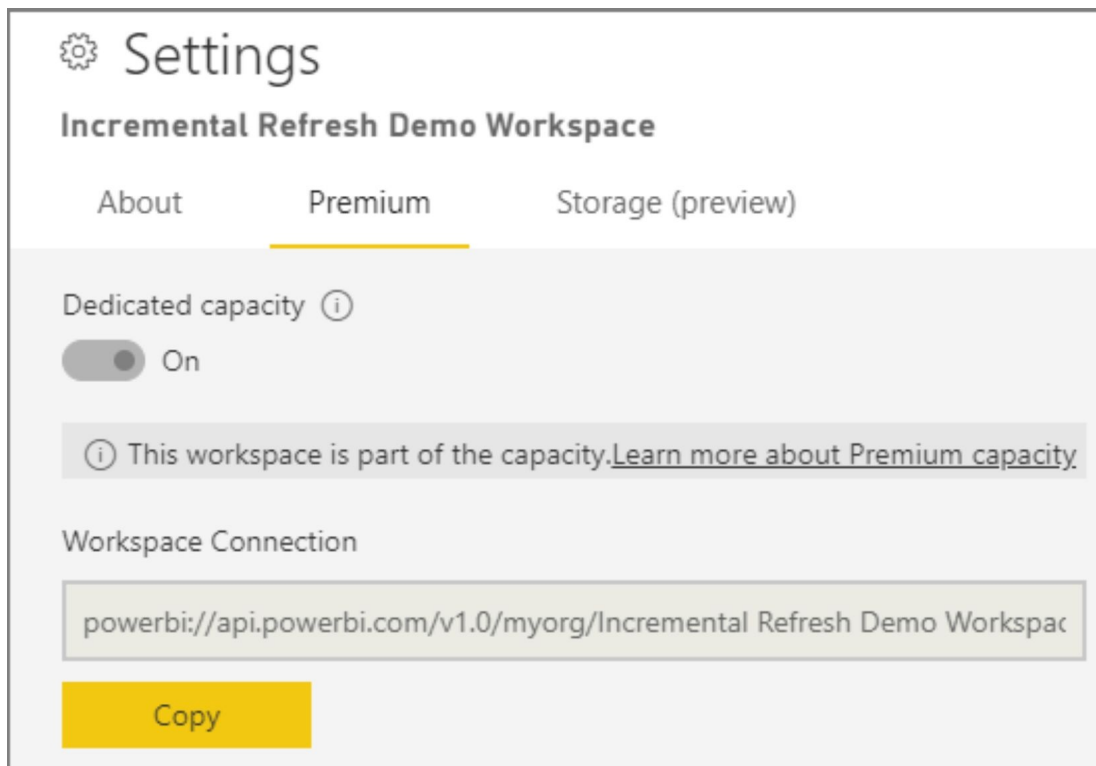 Settings
Incremental Refresh Demo Workspace
About Premium Storage (preview)
Dedicated capacity
On
This workspace is part of the capacity.Learn more about Premium capacity
Workspace Connection
powerbi://api.powerbi.com/v1.0/myorg/Incremental Refresh Demo Workspac
Copy